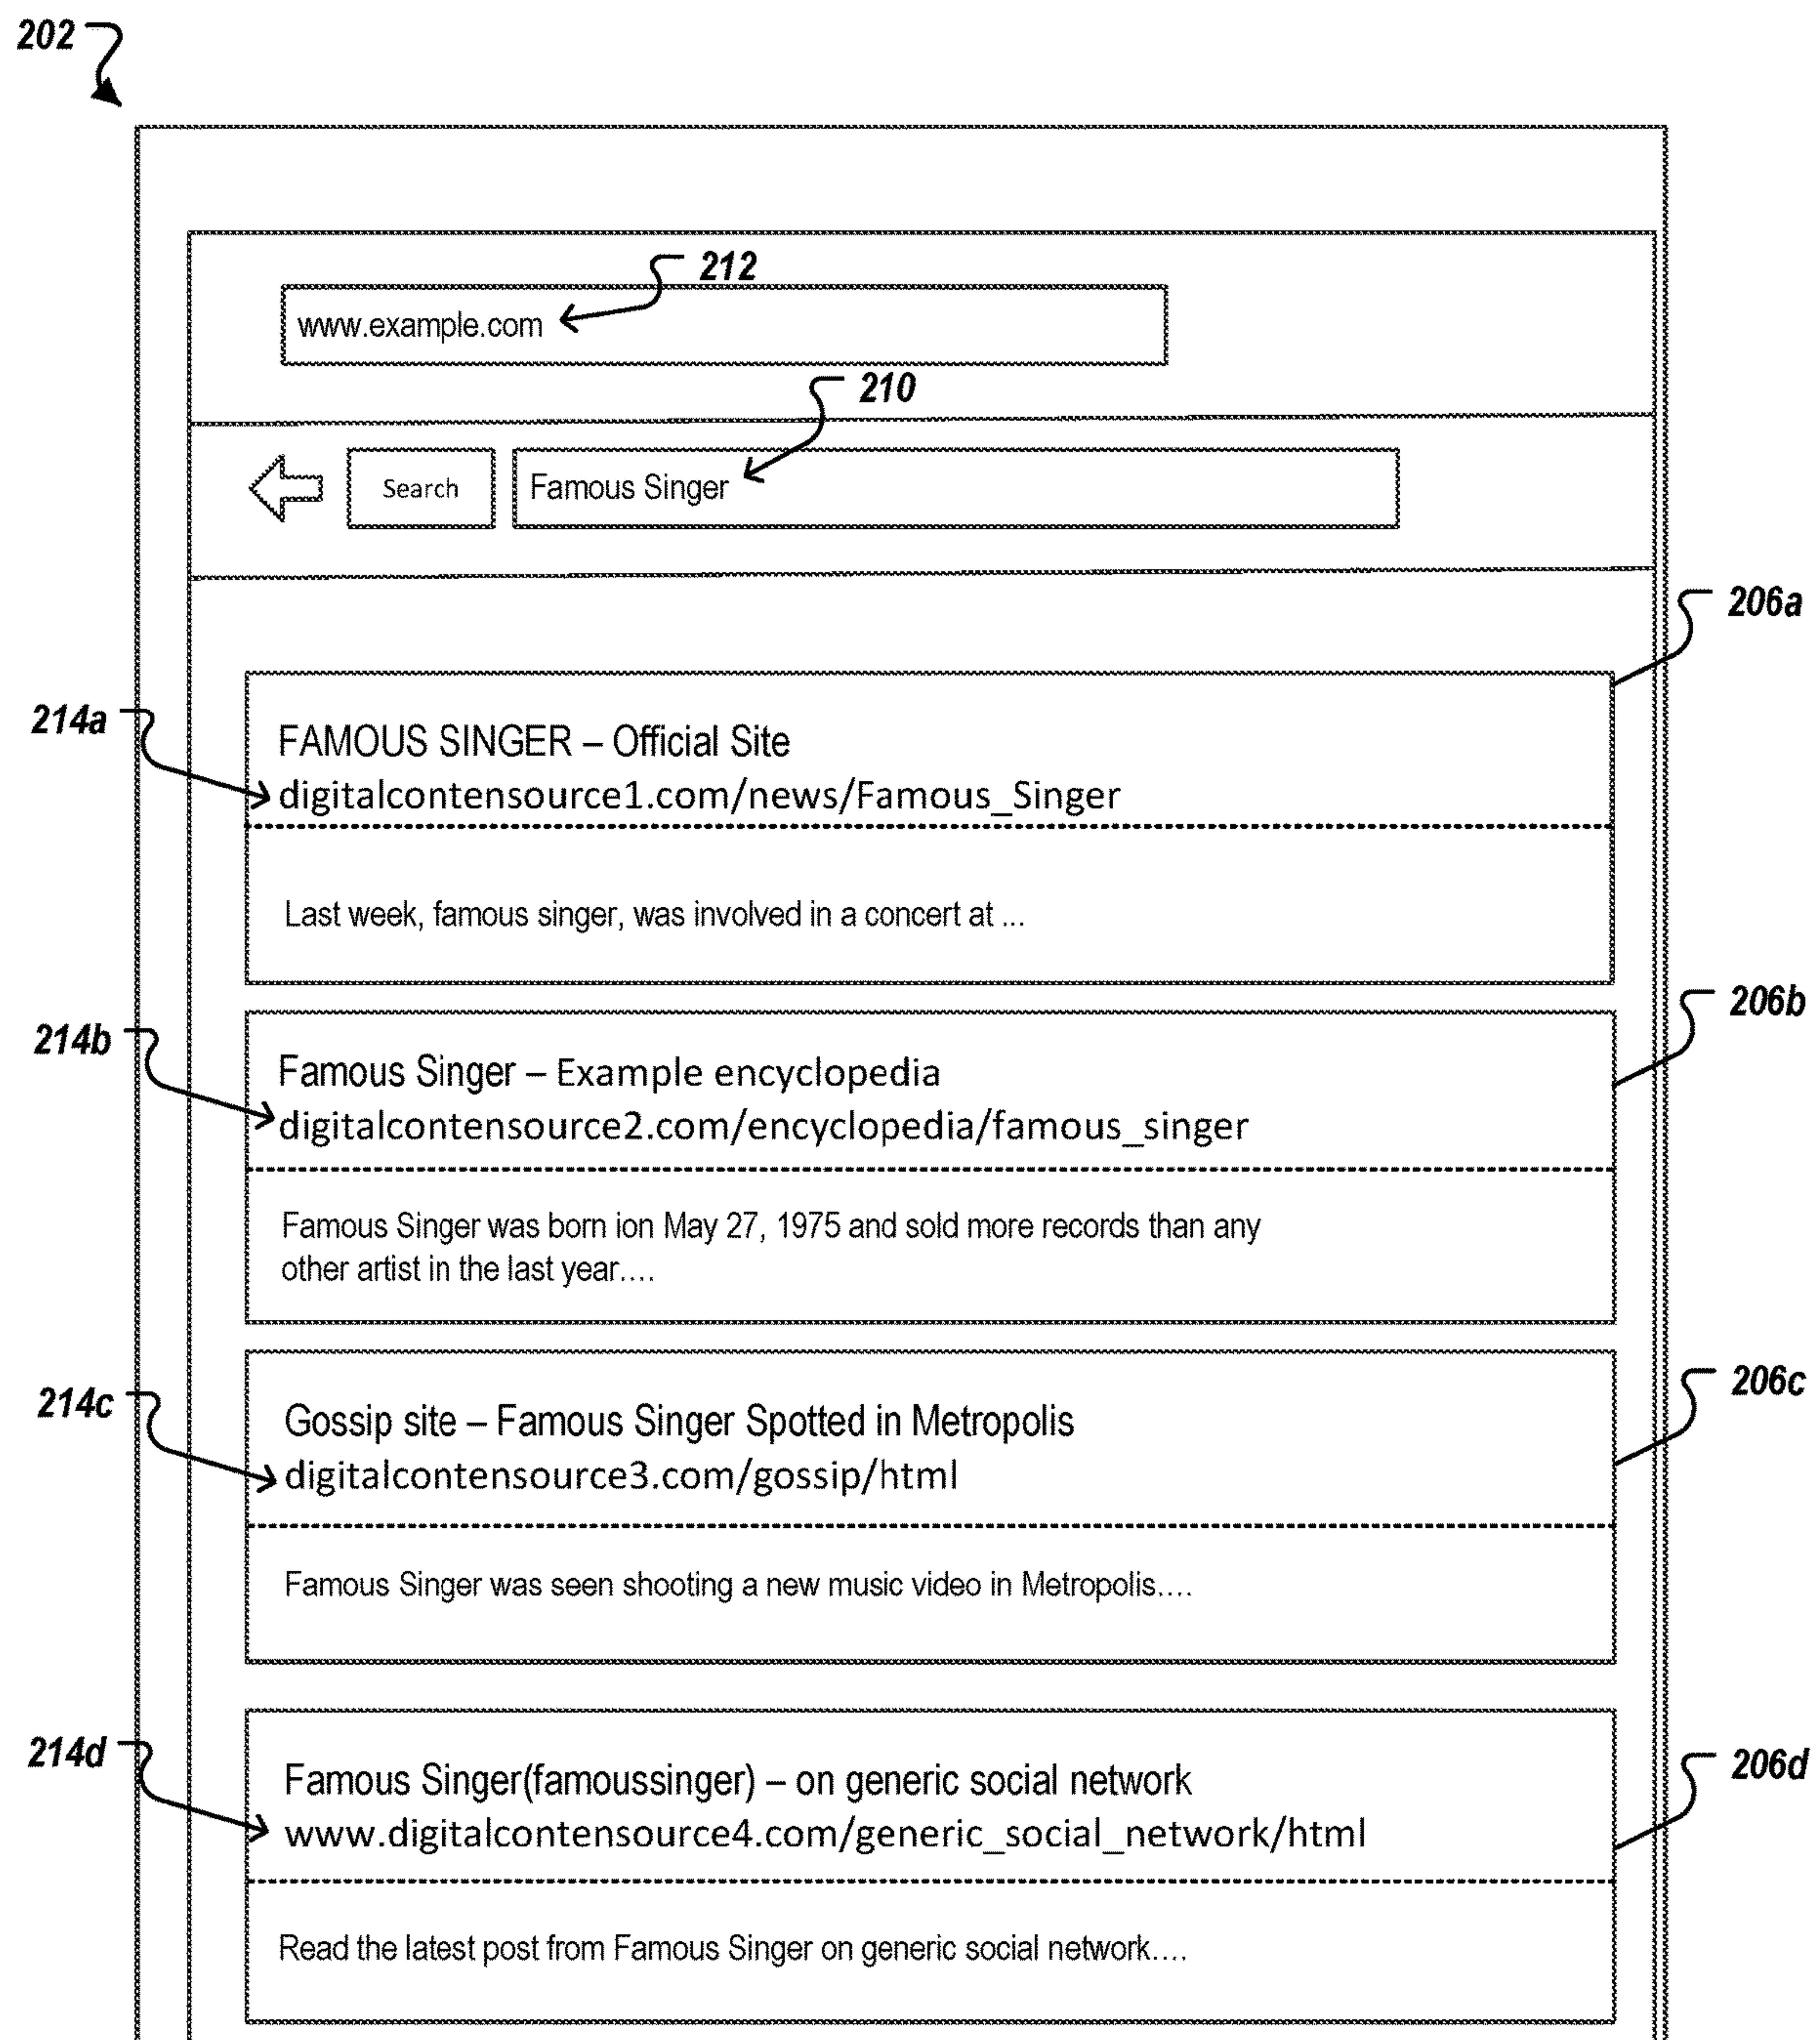 202
212
www.example.com
210
Search
Famous Singer
206a
214a
FAMOUS SINGER – Official Site
digitalcontensource1.com/news/Famous_Singer
Last week, famous singer, was involved in a concert at ...
206b
214b
Famous Singer – Example encyclopedia
digitalcontensource2.com/encyclopedia/famous_singer
Famous Singer was born ion May 27, 1975 and sold more records than any
other artist in the last year....
206c
214c
Gossip site – Famous Singer Spotted in Metropolis
digitalcontensource3.com/gossip/html
Famous Singer was seen shooting a new music video in Metropolis....
214d
206d
Famous Singer(famoussinger) – on generic social network
www.digitalcontensource4.com/generic_social_network/html
Read the latest post from Famous Singer on generic social network....